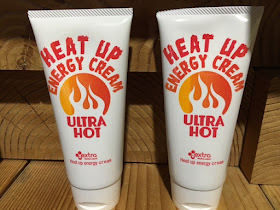 HEAT UP
ENERGY CREAM
ULTRA
HOT
extra
Heat up energy cream
HEAT UP
ENERGY CREAM
ULTRA
HOT
extra
Heat up energy cream